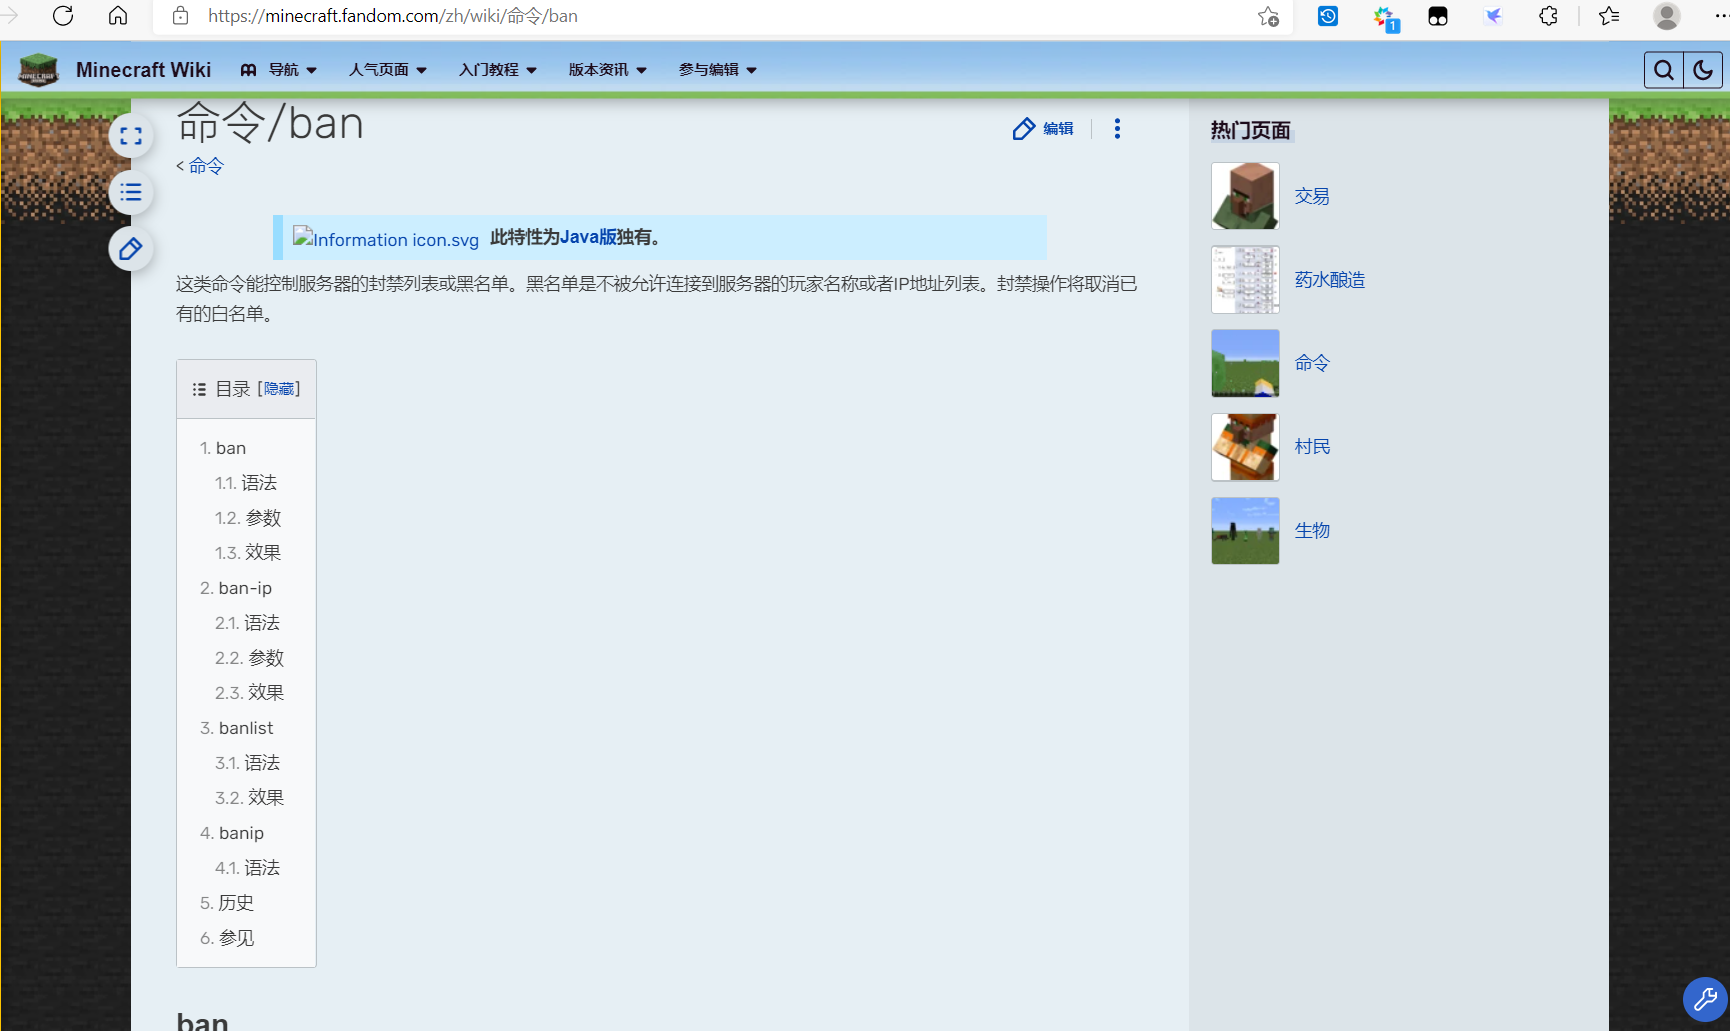 https://minecraft.fandom.com/zh/wiki/命令/ban
1
Minecraft Wiki 导航 人气页面 入门教程 版本资讯 参与编辑
命令/ban
编辑
< 命令
Information icon.svg 此特性为Java版独有。
这类命令能控制服务器的封禁列表或黑名单。黑名单是不被允许连接到服务器的玩家名称或者IP地址列表。封禁操作将取消已
有的白名单。
目录 [隐藏]
1. ban
1.1. 语法
1.2. 参数
1.3. 效果
2. ban-ip
2.1. 语法
2.2. 参数
2.3. 效果
3. banlist
3.1. 语法
3.2. 效果
4. banip
4.1. 语法
5. 历史
6. 参见
ban
热门页面
交易
药水酿造
命令
村民
生物